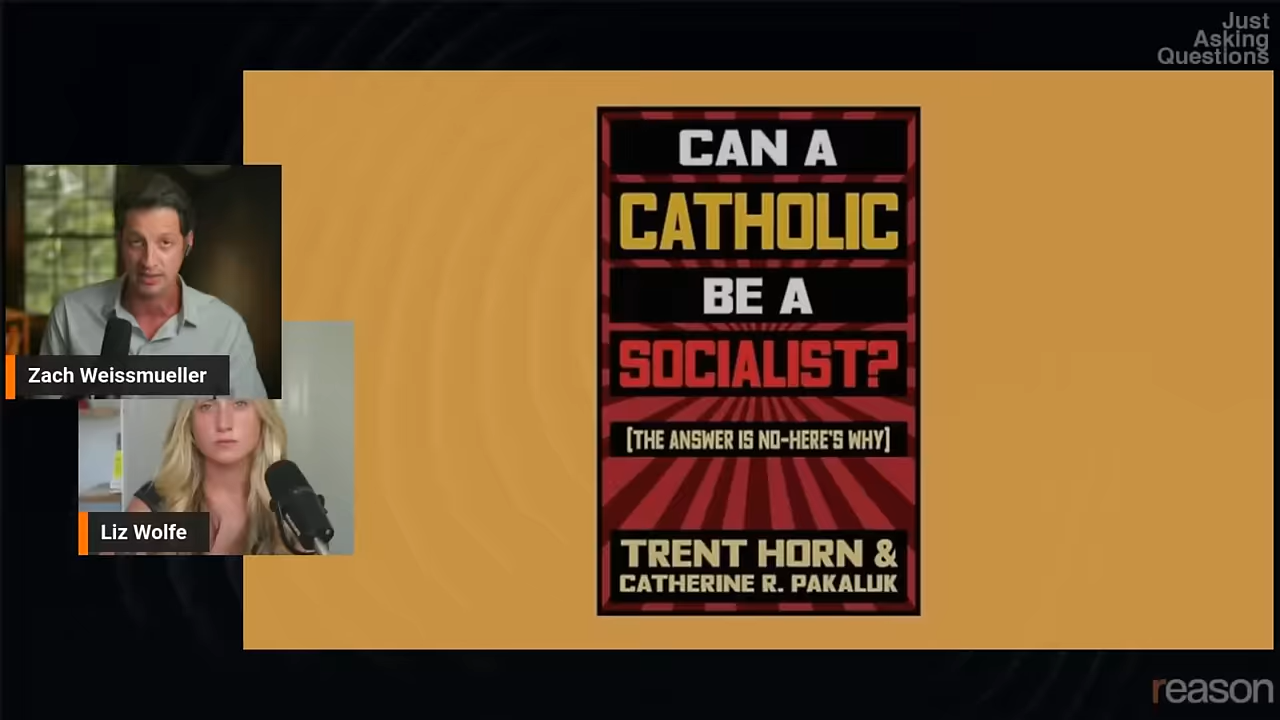 Just
Asking
Questions
CAN A
CATHOLIC
BE A
SOCIALIST?
[THE ANSWER IS NO-HERE'S WHY]
TRENT HORN &
CATHERINE R. PAKALUK
Zach Weissmueller
Liz Wolfe
reason